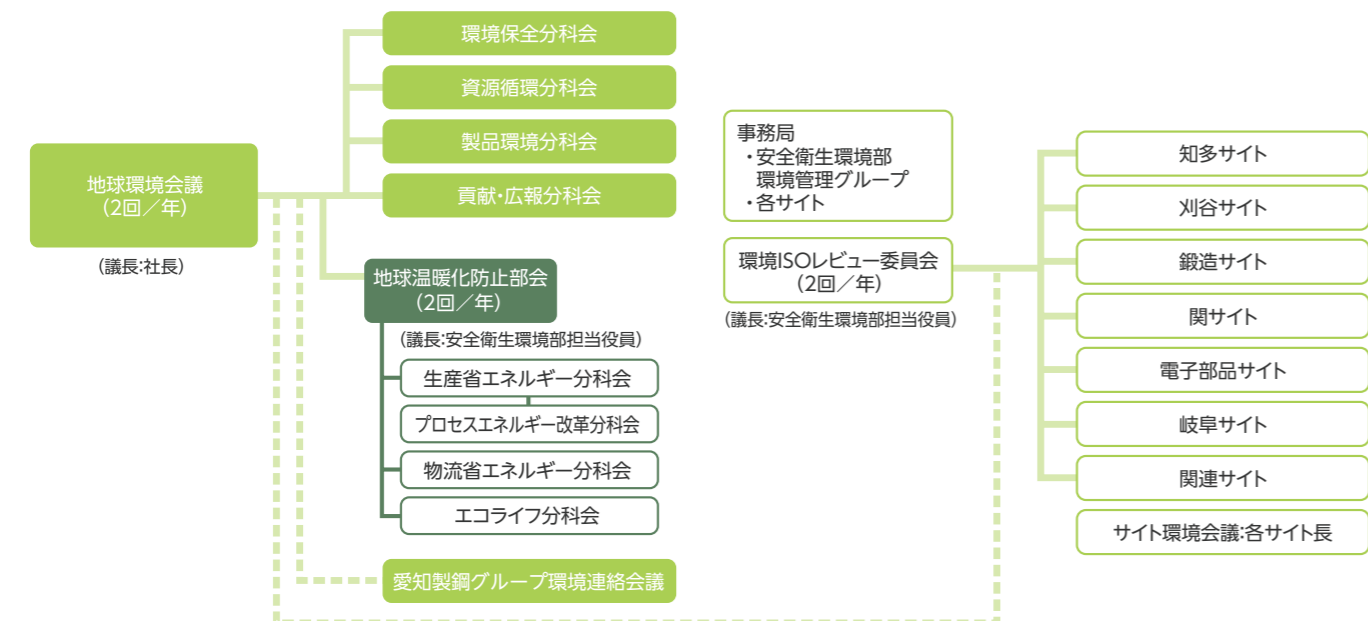 環境保全分科会
資源循環分科会
製品環境分科会
貢献・広報分科会
地球環境会議
(2回／年)
(議長:社長)
地球温暖化防止部会
(2回／年)
(議長:安全衛生環境部担当役員)
生産省エネルギー分科会
プロセスエネルギー改革分科会
物流省エネルギー分科会
エコライフ分科会
愛知製鋼グループ環境連絡会議
事務局
・安全衛生環境部
環境管理グループ
・各サイト
環境ISOレビュー委員会
(2回／年)
(議長:安全衛生環境部担当役員)
知多サイト
刈谷サイト
鍛造サイト
関サイト
電子部品サイト
岐阜サイト
関連サイト
サイト環境会議:各サイト長